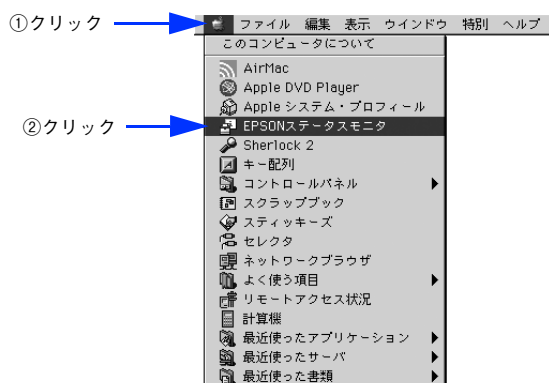 ①クリック
ファイル 編集 表示 ウインドウ 特別 ヘルプ
このコンピュータについて
AirMac
Apple DVD Player
Apple システム・プロフィール
②クリック
EPSONステータスモニタ
Sherlock 2
キー配列
コントロールパネル
スクラップブック
スティッキーズ
セレクタ
ネットワークブラウザ
よく使う項目
リモートアクセス状況
計算機
最近使ったアプリケーション
最近使ったサーバ
最近使った書類